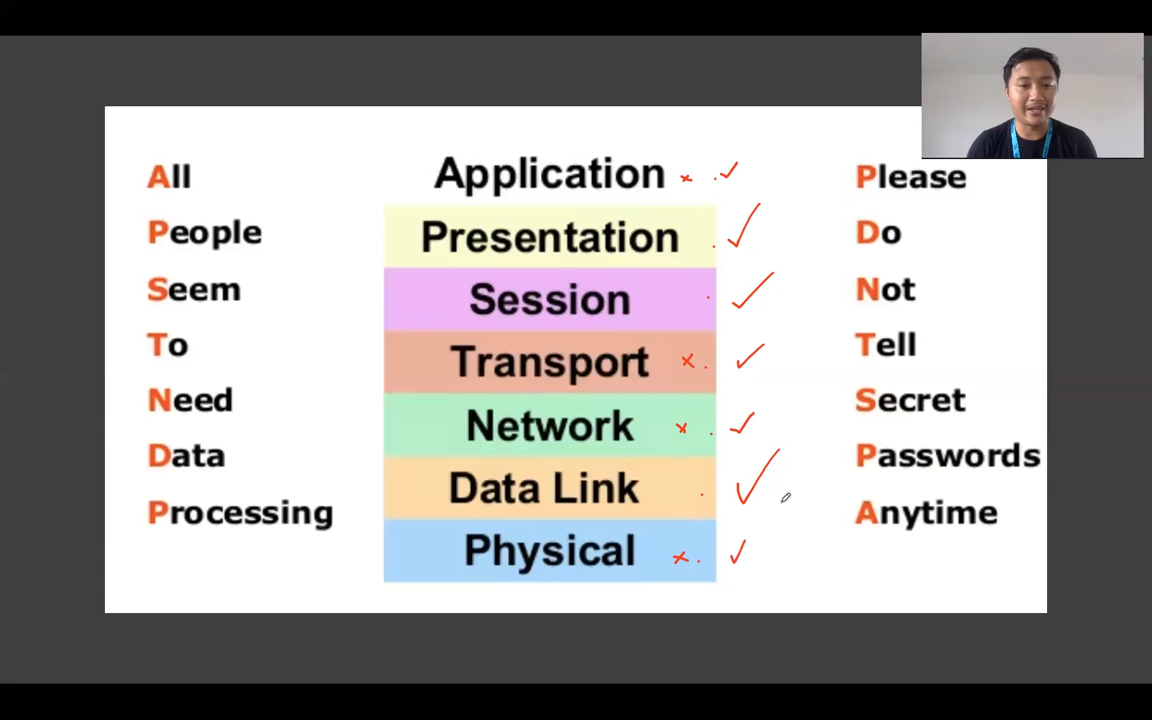 All
People
Seem
To
Need
Data
Processing
Application
Presentation
Session
Transport
Network
Data Link
Physical
Please
Do
Not
Tell
Secret
Passwords
Anytime